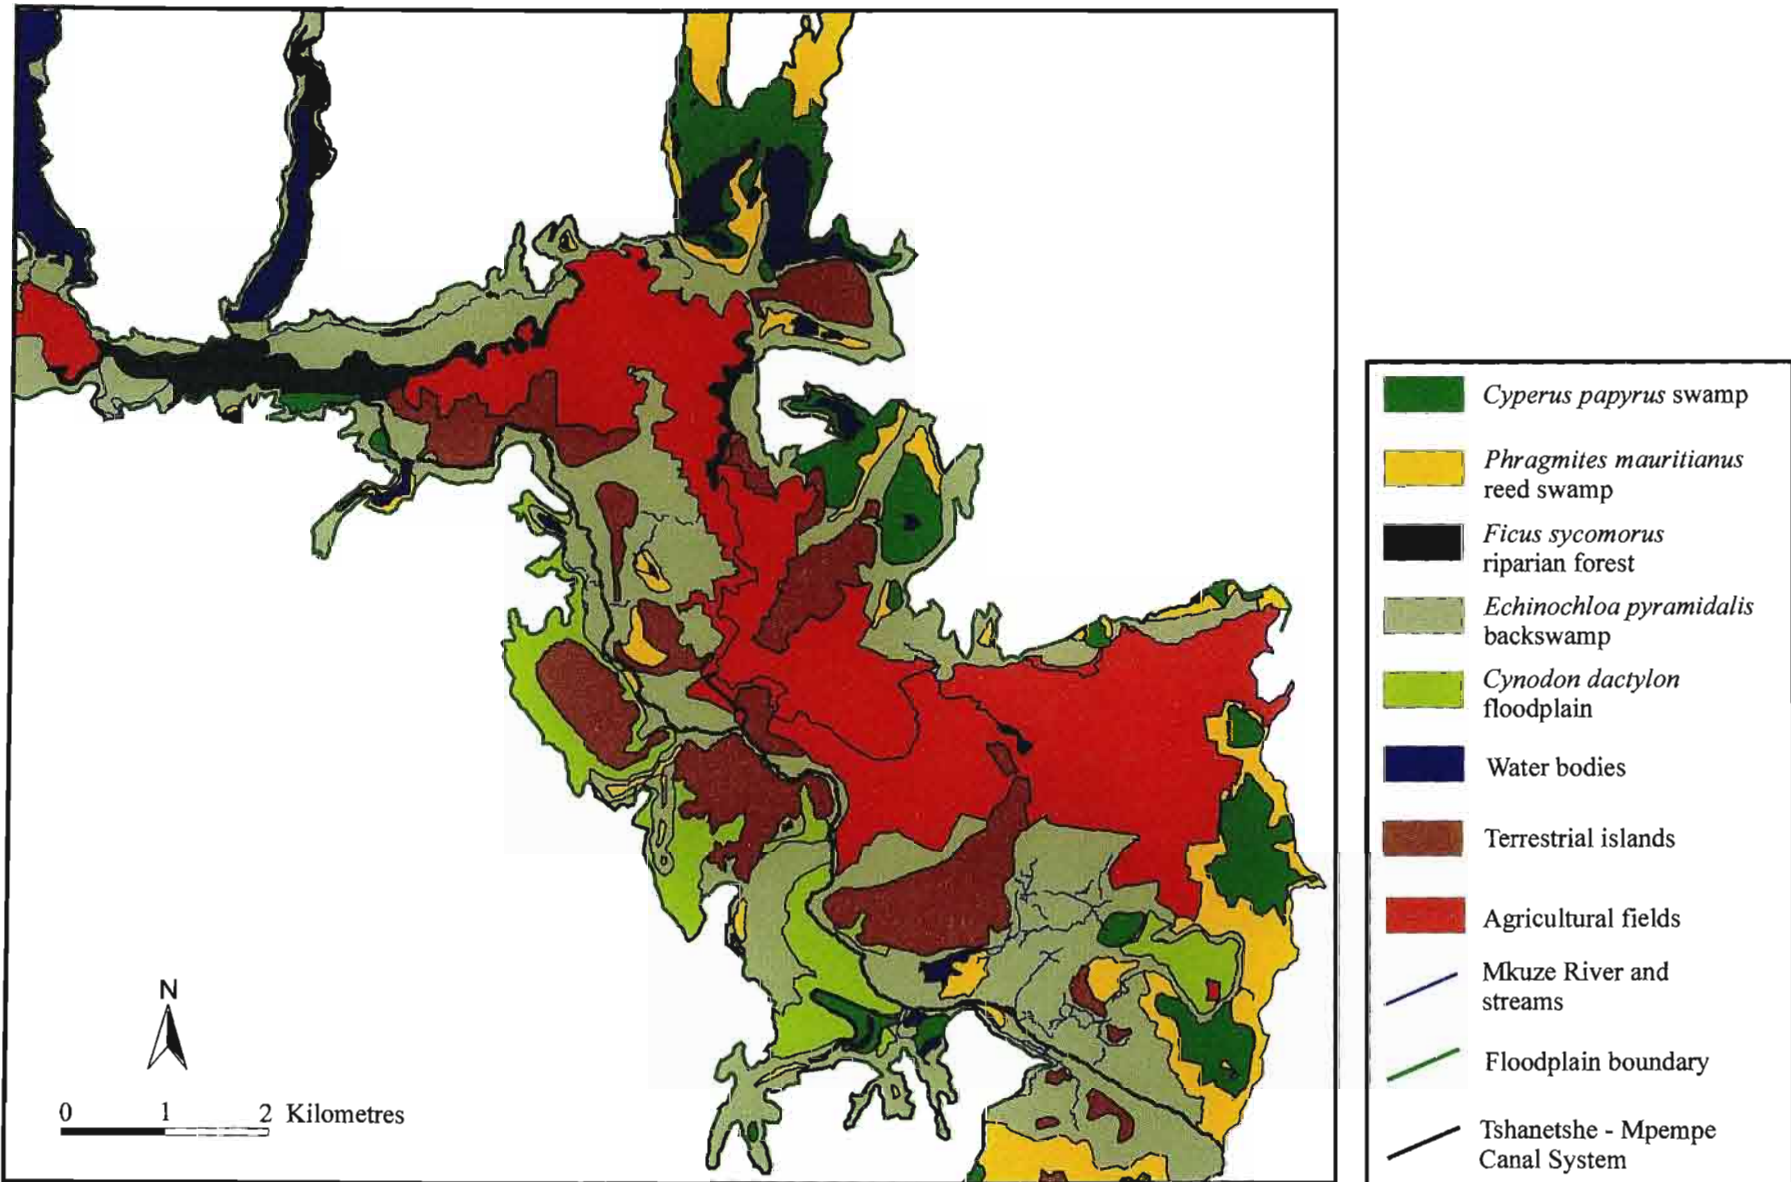 Cyperus papyrus swamp
Phragmites mauritianus
reed swamp
Ficus sycomorus
riparian forest
Echinochloa pyramidalis
backswamp
Cynodon dactylon
floodplain
Water bodies
Terrestrial islands
Agricultural fields
Mkuze River and
streams
Floodplain boundary
Tshanetshe - Mpempe
Canal System
N
0 1 2 Kilometres